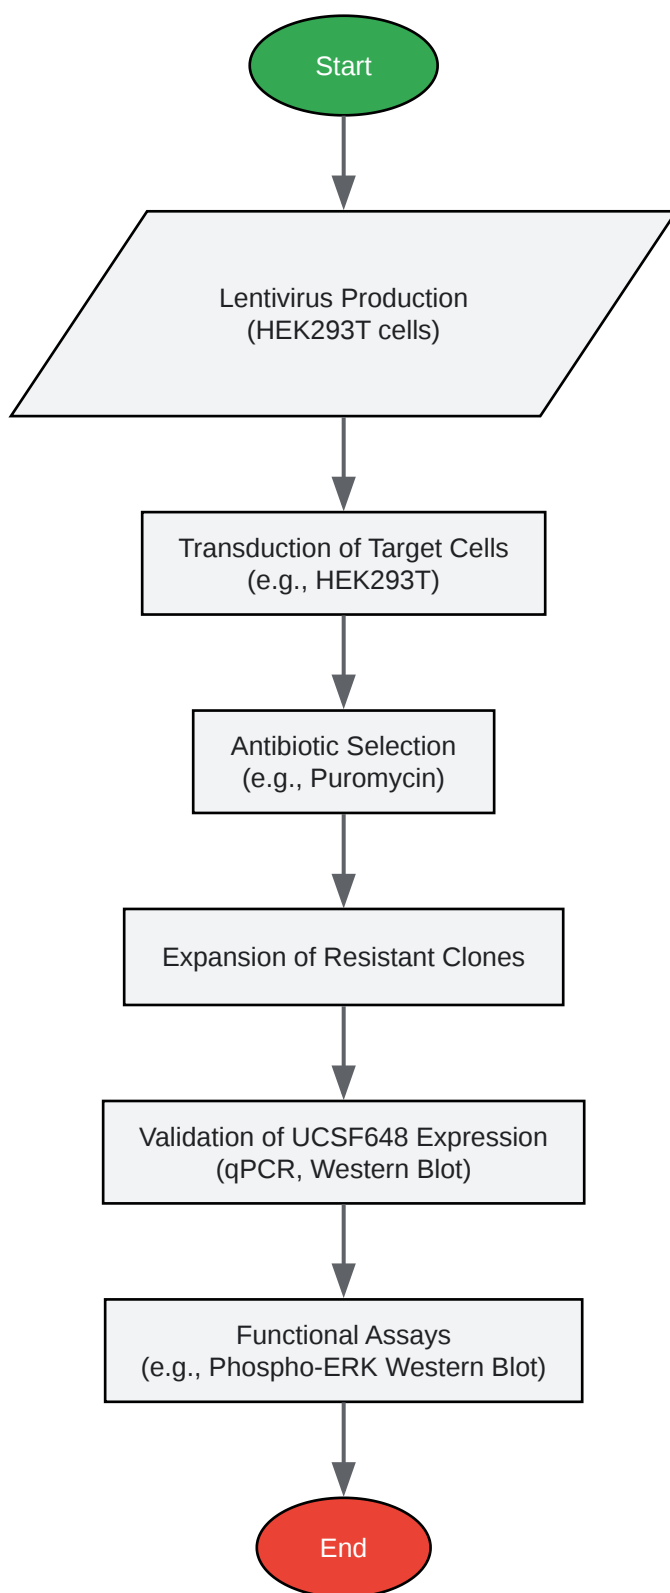 Start
Lentivirus Production
(HEK293T cells)
Transduction of Target Cells
(e.g., HEK293T)
Antibiotic Selection
(e.g., Puromycin)
Expansion of Resistant Clones
Validation of UCSF648 Expression
(qPCR, Western Blot)
Functional Assays
(e.g., Phospho-ERK Western Blot)
End